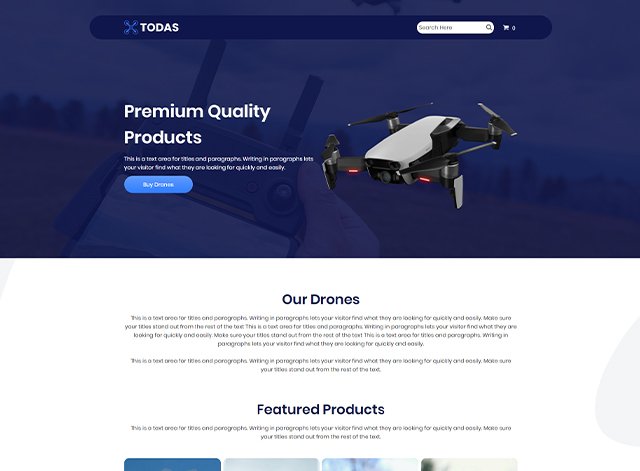 TODAS
Search Here
0
Premium Quality
Products
This is a text area for titles and paragraphs. Writing in paragraphs lets
your visitor find what they are looking for quickly and easily.
Buy Drones
Our Drones
This is a text area for titles and paragraphs. Writing in paragraphs lets your visitor find what they are looking for quickly and easily. Make sure
your titles stand out from the rest of the text This is a text area for titles and paragraphs. Writing in paragraphs lets your visitor find what they are
looking for quickly and easily. Make sure your titles stand out from the rest of the text This is a text area for titles and paragraphs. Writing in
paragraphs lets your visitor find what they are looking for quickly and easily.
This is a text area for titles and paragraphs. Writing in paragraphs lets your visitor find what they are looking for quickly and easily. Make sure
your titles stand out from the rest of the text.
Featured Products
This is a text area for titles and paragraphs. Writing in paragraphs lets your visitor find what they are looking for quickly and easily. Make sure
your titles stand out from the rest of the text.